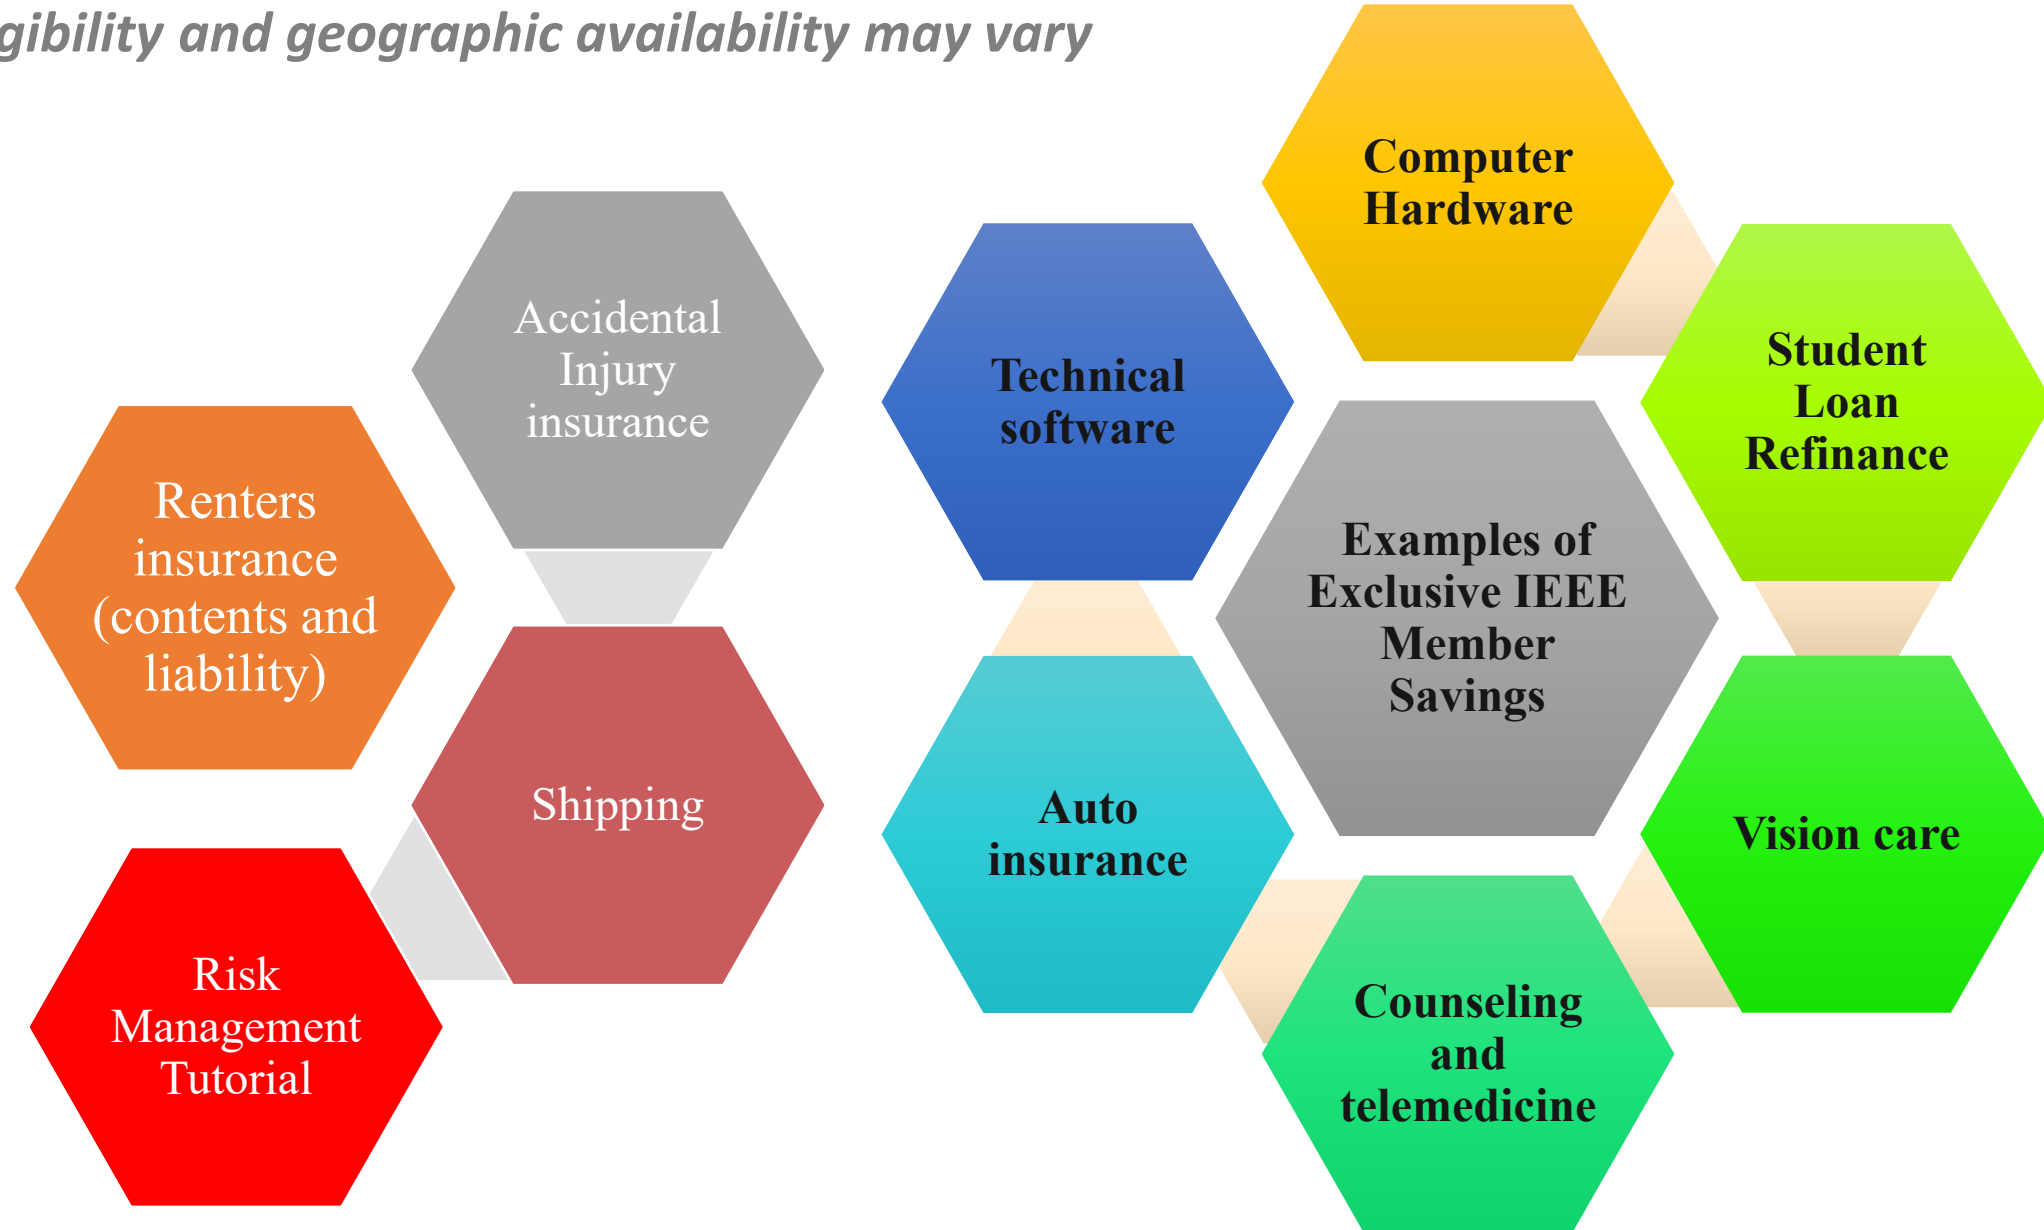 gibility and geographic availability may vary
Accidental
Injury
insurance
Renters
insurance
(contents and
liability)
Shipping
Risk
Management
Tutorial
Computer
Hardware
Technical
software
Student
Loan
Refinance
Examples of
Exclusive IEEE
Member
Savings
Auto
insurance
Vision care
Counseling
and
telemedicine